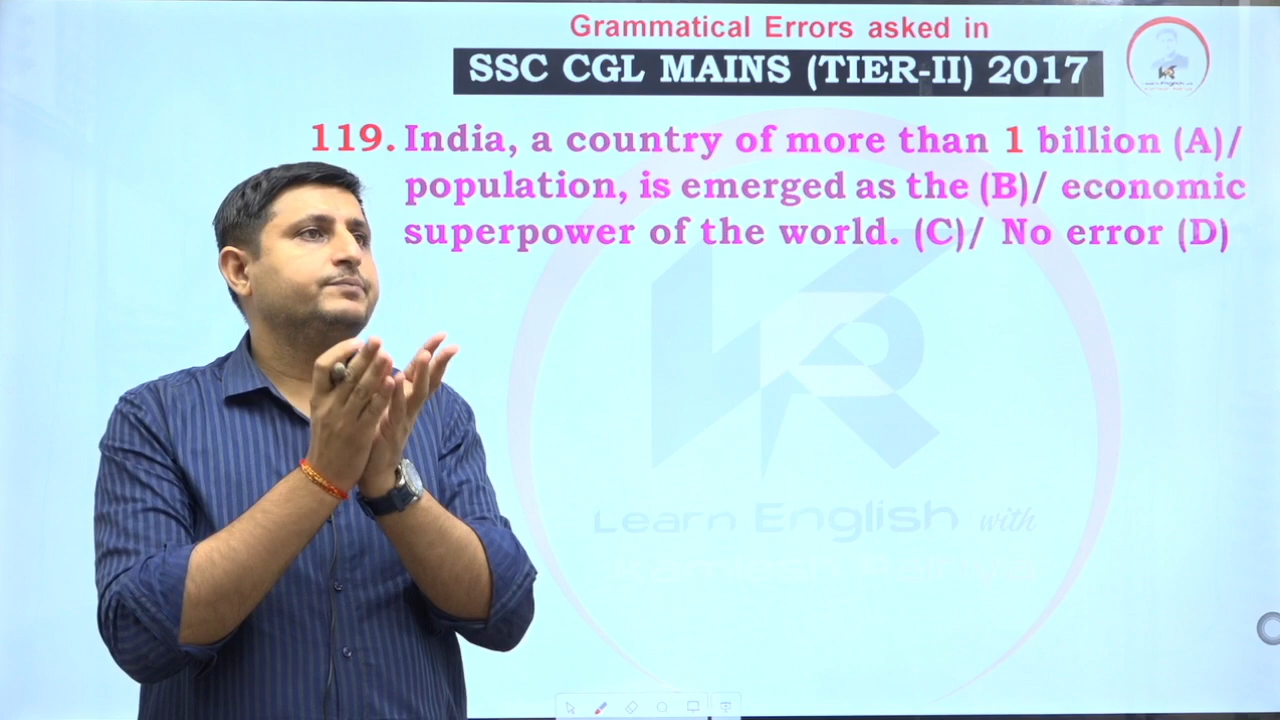 Grammatical Errors asked in
SSC CGL MAINS (TIER-II) 2017
119. India, a country of more than 1 billion (A)/
population, is emerged as the (B)/ economic
superpower of the world. (C)/ No error (D)
Learn English with